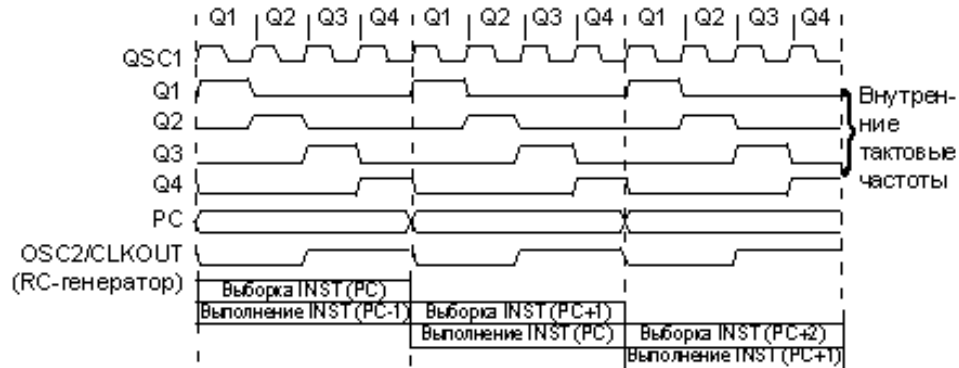 Q1 Q2 Q3 Q4 Q1 Q2 Q3 Q4 Q1 Q2 Q3 Q4
QSC1
Q1
Q2
Q3
Q4
PC
OSC2/CLKOUT
(RC-генератор)
Внутрен-
ние
тактовые
частоты
Выборка INST (PC)
Выполнение INST (PC-1) Выборка INST (PC+1)
Выполнение INST (PC) Выборка INST (PC+2)
Выполнение INST (PC+1)